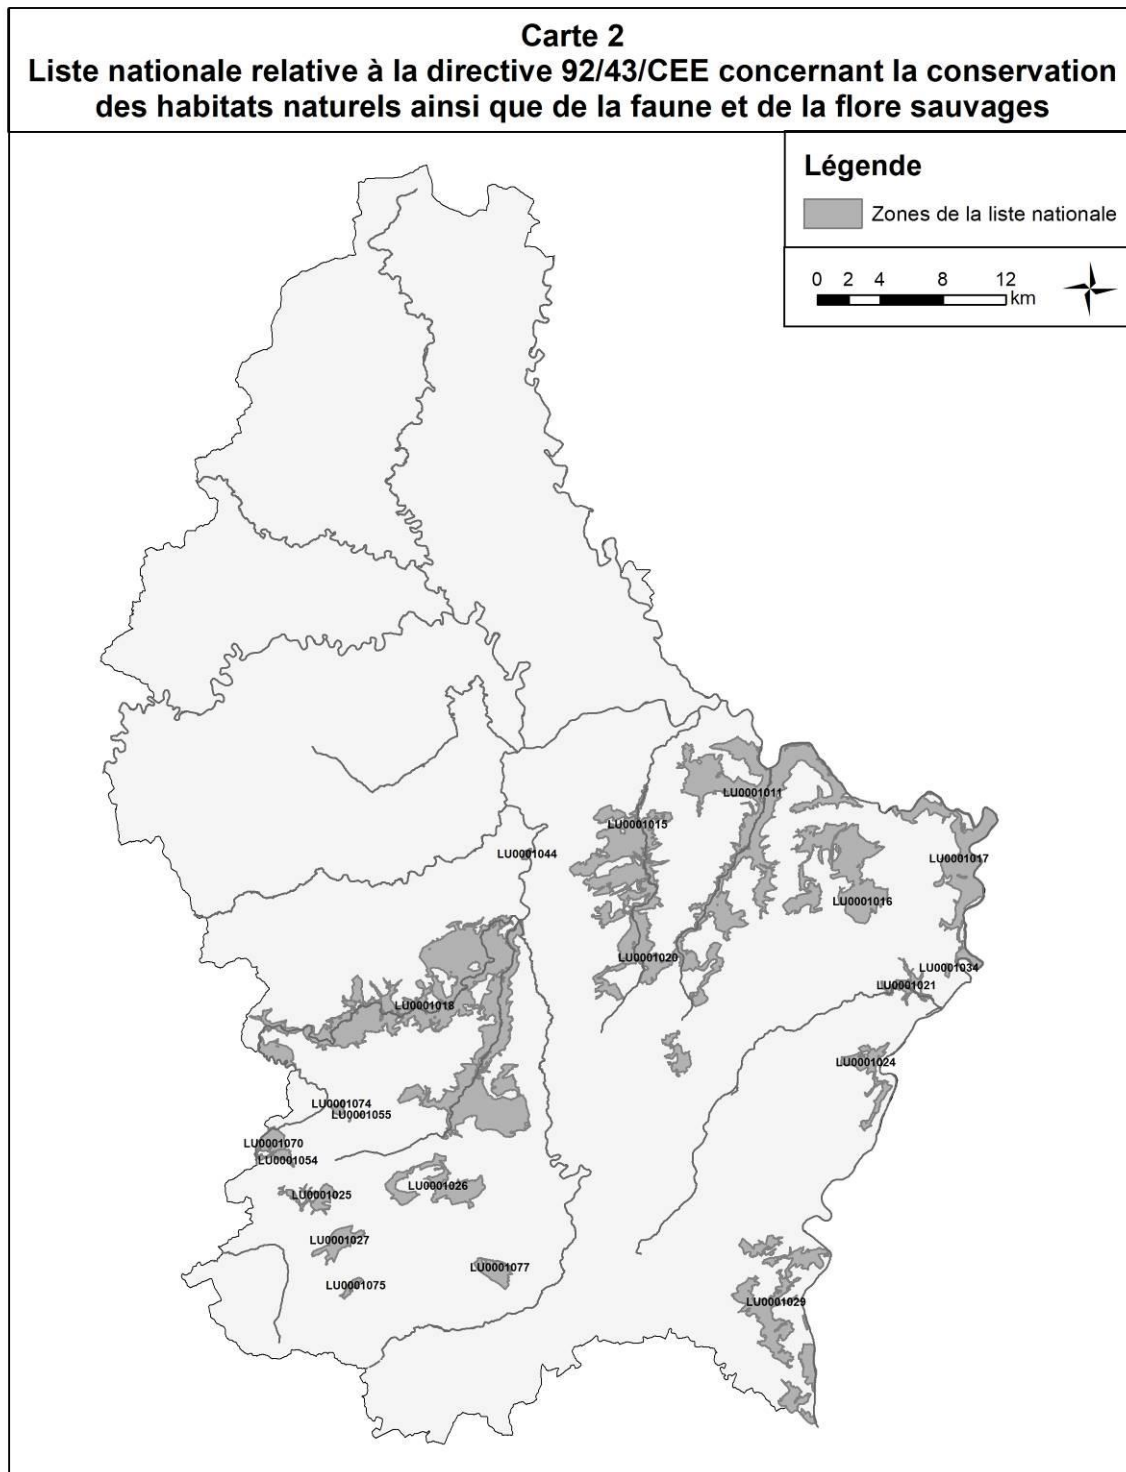 Carte 2
Liste nationale relative à la directive 92/43/CEE concernant la conservation
des habitats naturels ainsi que de la faune et de la flore sauvages
Légende
Zones de la liste nationale
0 2 4 8 12
km
LU0001011
LU0001015
LU0001044
LU0001017
LU0001016
LU0001020
LU0001034
LU0001021
LU0001018
LU0001024
LU0001074
LU0001055
LU0001070
LU0001054
LU0001026
LU0001025
LU0001027
LU0001077
LU0001075
LU0001029